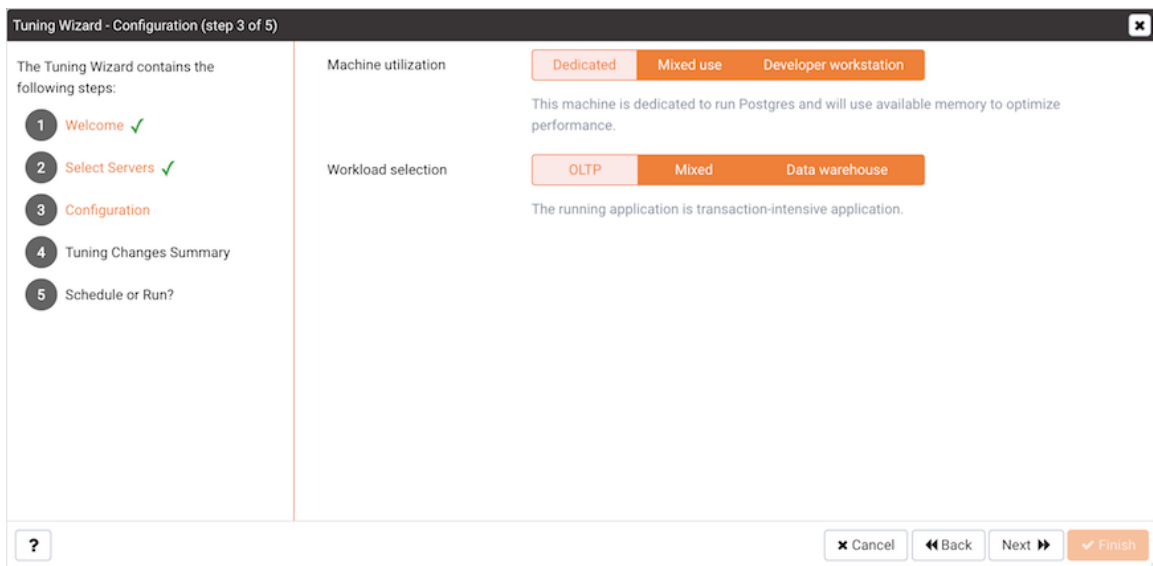 Tuning Wizard - Configuration (step 3 of 5)
The Tuning Wizard contains the
following steps:
1 Welcome
2 Select Servers
3 Configuration
4 Tuning Changes Summary
5 Schedule or Run?
Machine utilization
Dedicated Mixed use Developer workstation
This machine is dedicated to run Postgres and will use available memory to optimize
performance.
Workload selection
OLTP Mixed Data warehouse
The running application is transaction-intensive application.
? Cancel Back Next Finish